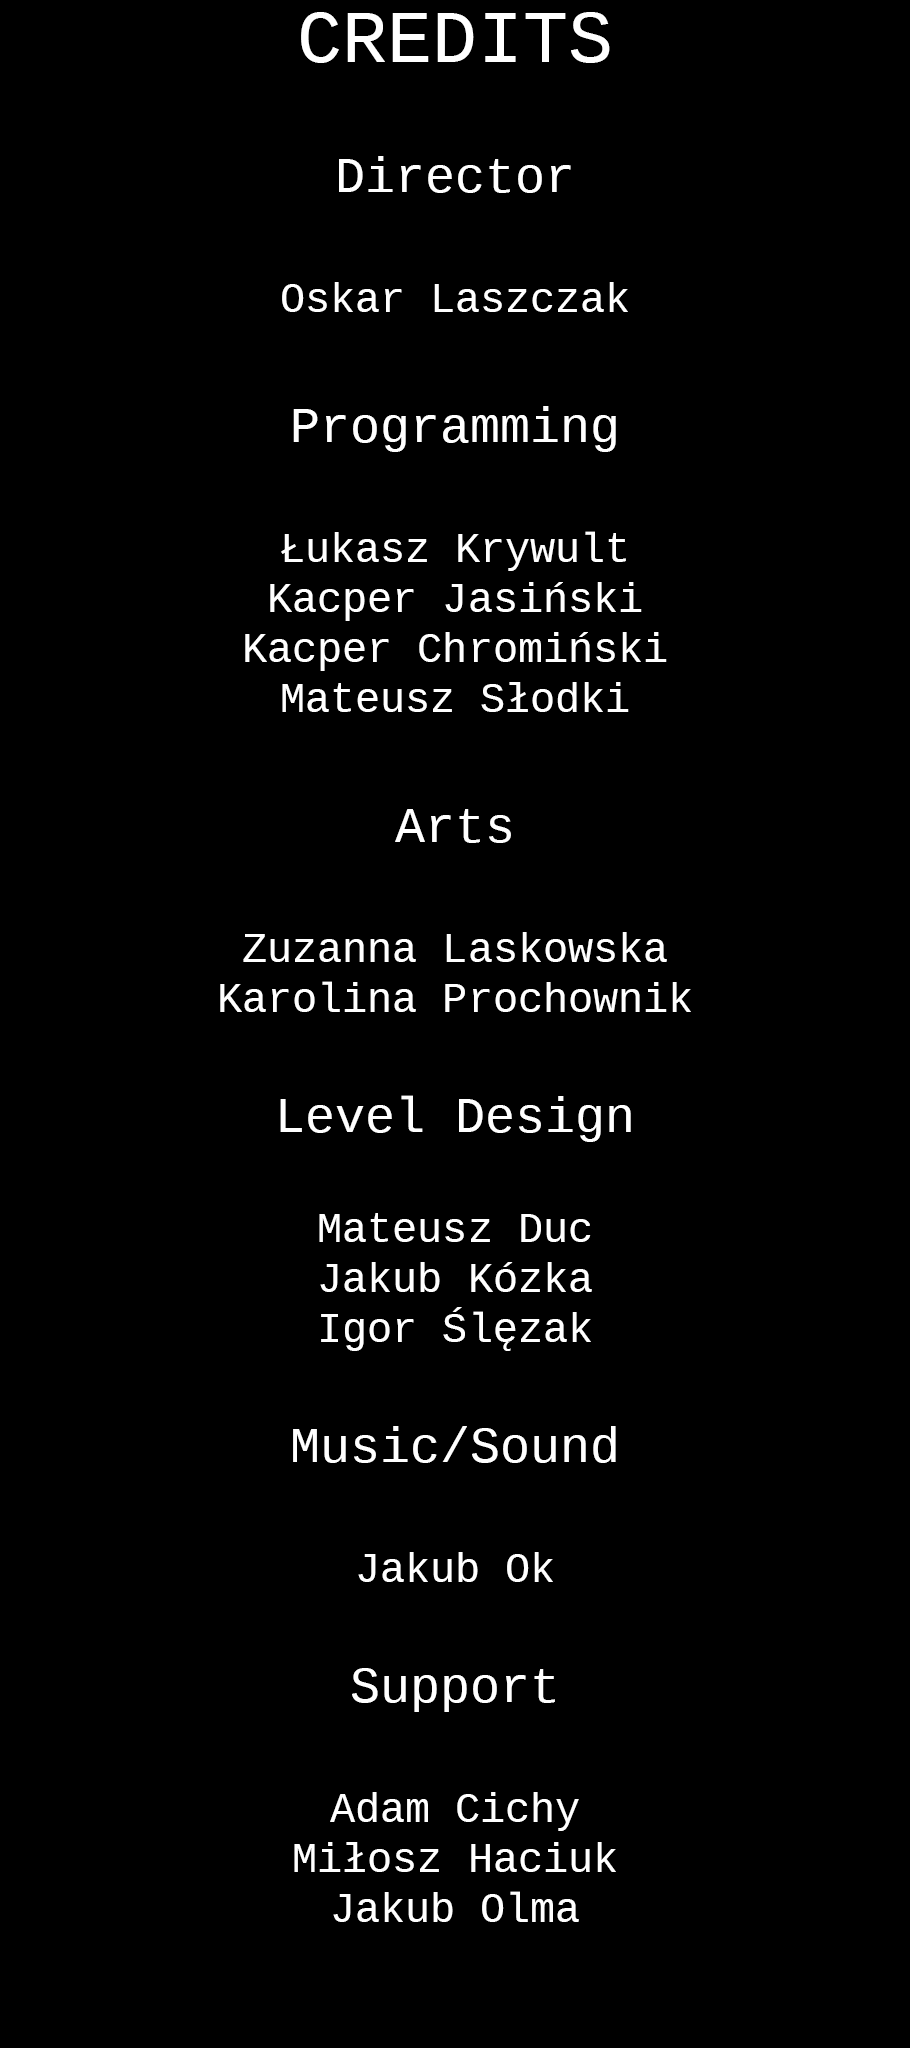 CREDITS
Director
Oskar Laszczak
Programming
Łukasz Krywult
Kacper Jasiński
Kacper Chromiński
Mateusz Słodki
Arts
Zuzanna Laskowska
Karolina Prochownik
Level Design
Mateusz Duc
Jakub Kózka
Igor Ślęzak
Music/Sound
Jakub Ok
Support
Adam Cichy
Miłosz Haciuk
Jakub Olma